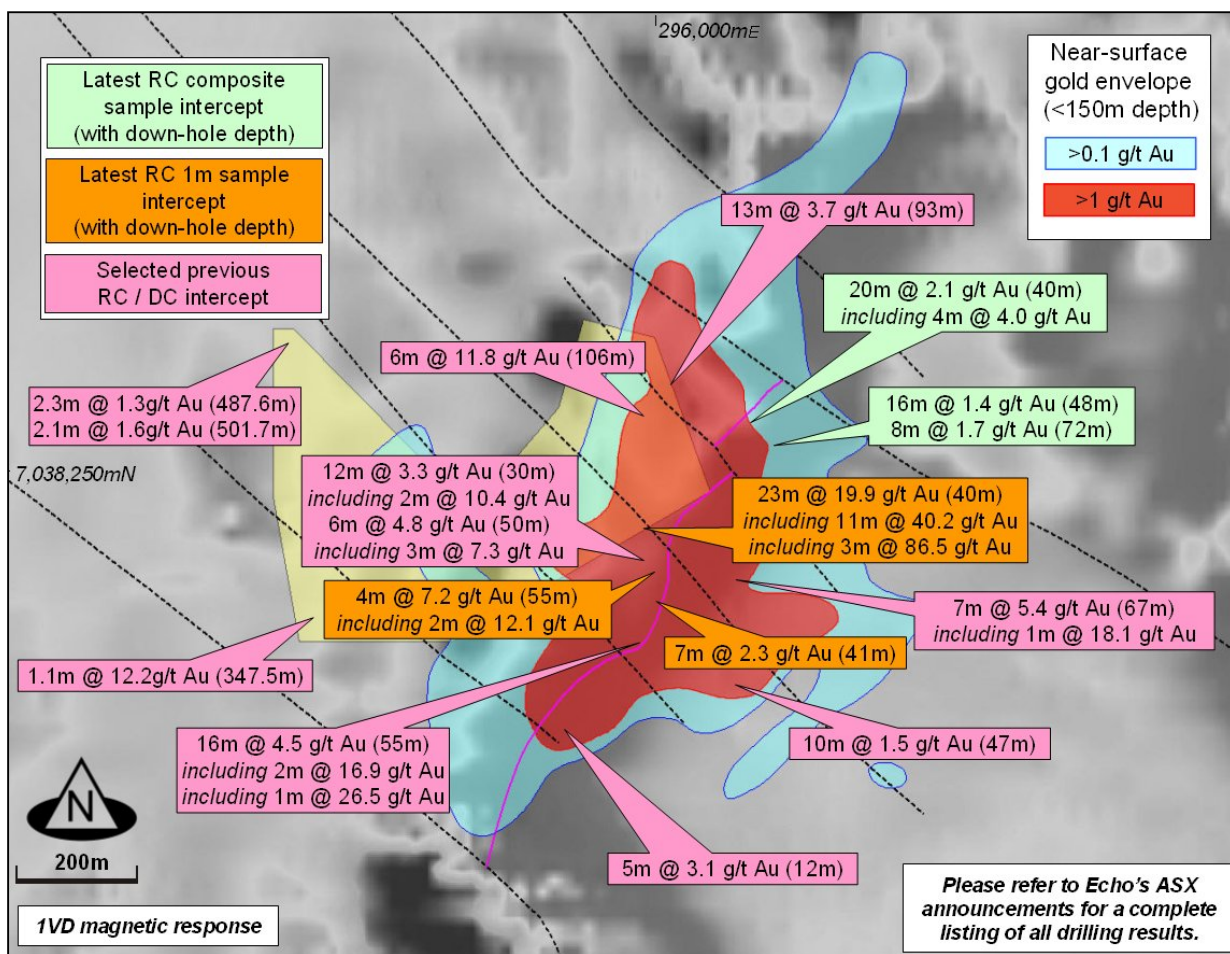 296,000mE
Latest RC composite
sample intercept
(with down-hole depth)
Latest RC 1m sample
intercept
(with down-hole depth)
Selected previous
RC / DC intercept
Near-surface
gold envelope
(<150m depth)
>0.1 g/t Au
>1 g/t Au
13m @ 3.7 g/t Au (93m)
20m @ 2.1 g/t Au (40m)
including 4m @ 4.0 g/t Au
6m @ 11.8 g/t Au (106m)
2.3m @ 1.3g/t Au (487.6m)
2.1m @ 1.6g/t Au (501.7m)
16m @ 1.4 g/t Au (48m)
8m @ 1.7 g/t Au (72m)
7,038,250mN
12m @ 3.3 g/t Au (30m)
including 2m @ 10.4 g/t Au
6m @ 4.8 g/t Au (50m)
including 3m @ 7.3 g/t Au
23m @ 19.9 g/t Au (40m)
including 11m @ 40.2 g/t Au
including 3m @ 86.5 g/t Au
4m @ 7.2 g/t Au (55m)
including 2m @ 12.1 g/t Au
7m @ 5.4 g/t Au (67m)
including 1m @ 18.1 g/t Au
1.1m @ 12.2g/t Au (347.5m)
7m @ 2.3 g/t Au (41m)
16m @ 4.5 g/t Au (55m)
including 2m @ 16.9 g/t Au
including 1m @ 26.5 g/t Au
10m @ 1.5 g/t Au (47m)
N
200m
5m @ 3.1 g/t Au (12m)
1VD magnetic response
Please refer to Echo's ASX
announcements for a complete
listing of all drilling results.